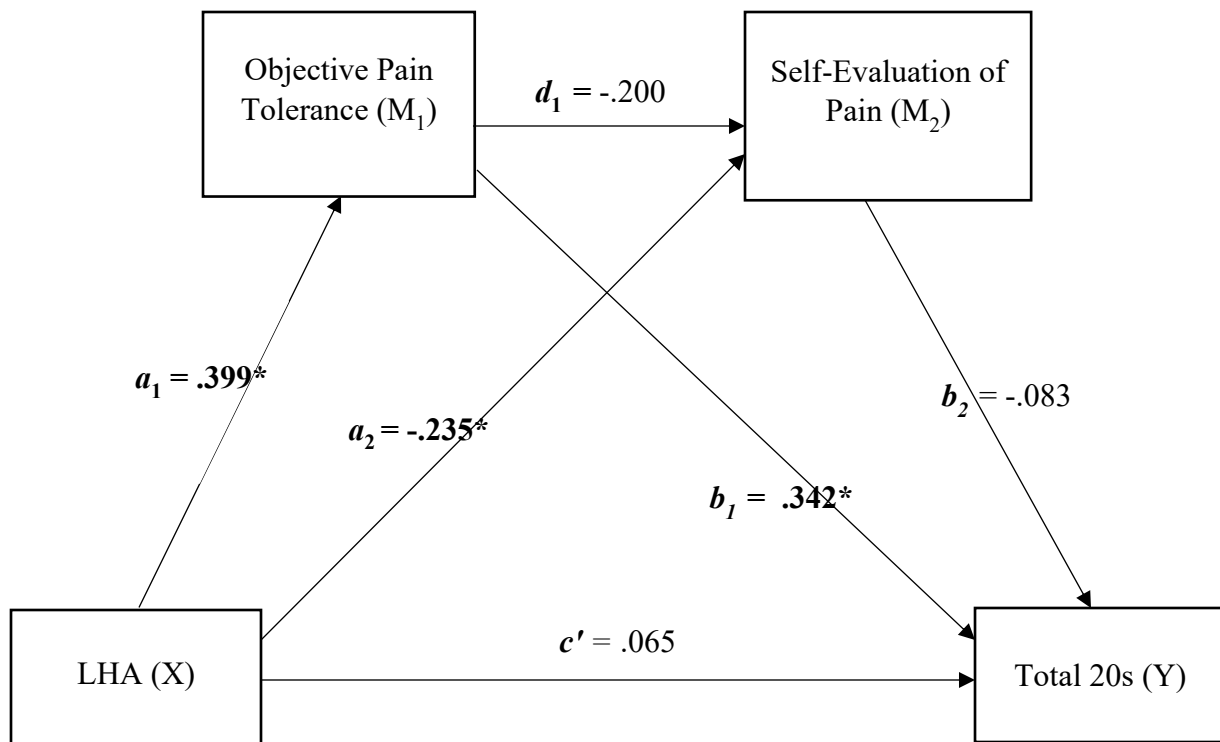 Objective Pain
Tolerance (M₁)
d₁ = -.200
Self-Evaluation of
Pain (M₂)
a₁ = .399*
a₂ = -.235*
b₂ = -.083
b₁ = .342*
c′ = .065
LHA (X)
Total 20s (Y)